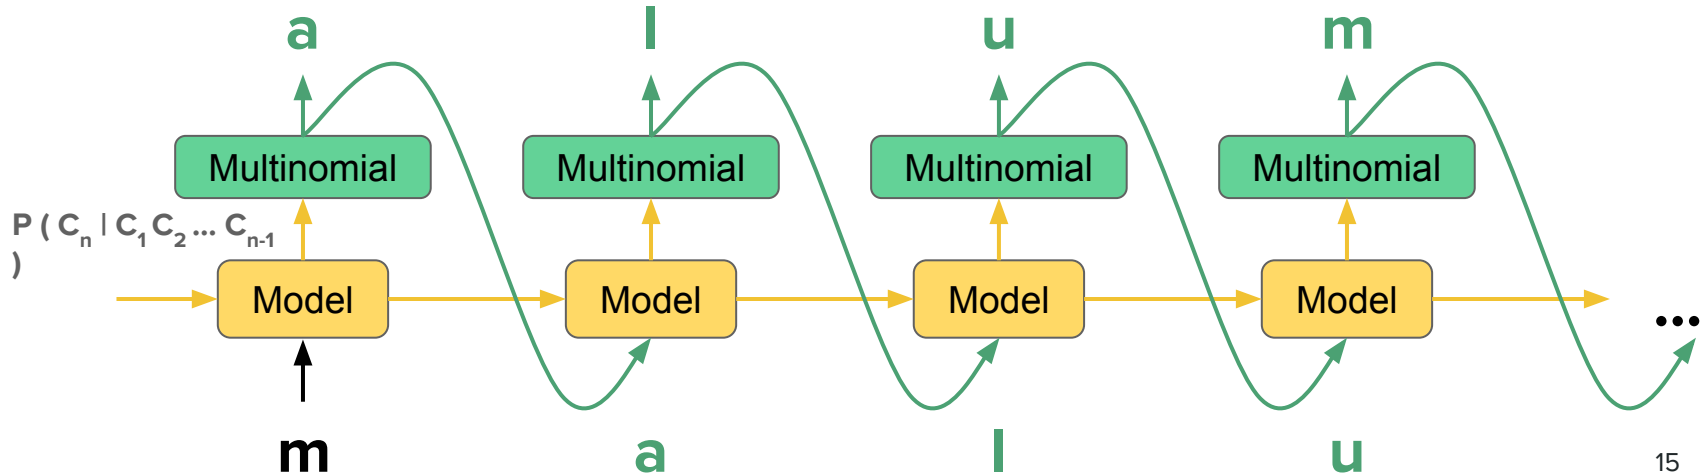 a l u m
Multinomial Multinomial Multinomial Multinomial
P ( Cn | C1 C2 ... Cn-1
)
Model Model Model Model
...
m a l u
15